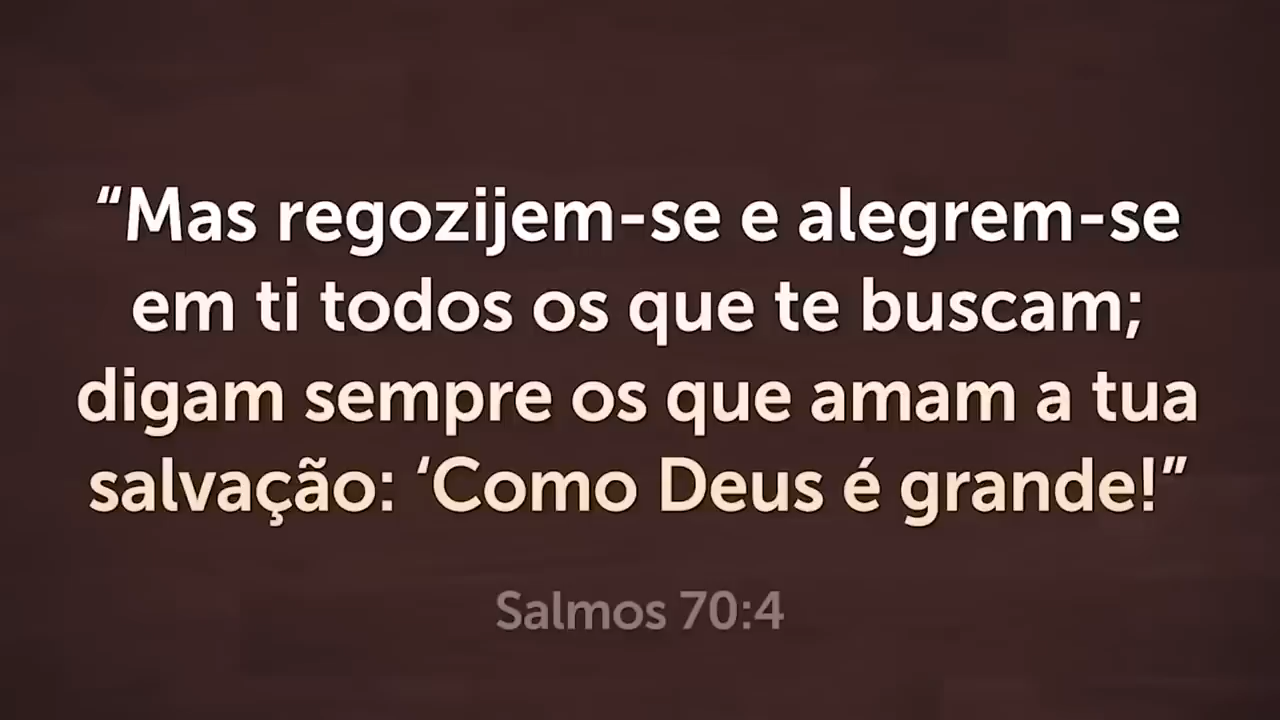 “Mas regozijem-se e alegrem-se
em ti todos os que te buscam;
digam sempre os que amam a tua
salvação: ‘Como Deus é grande!”
Salmos 70:4